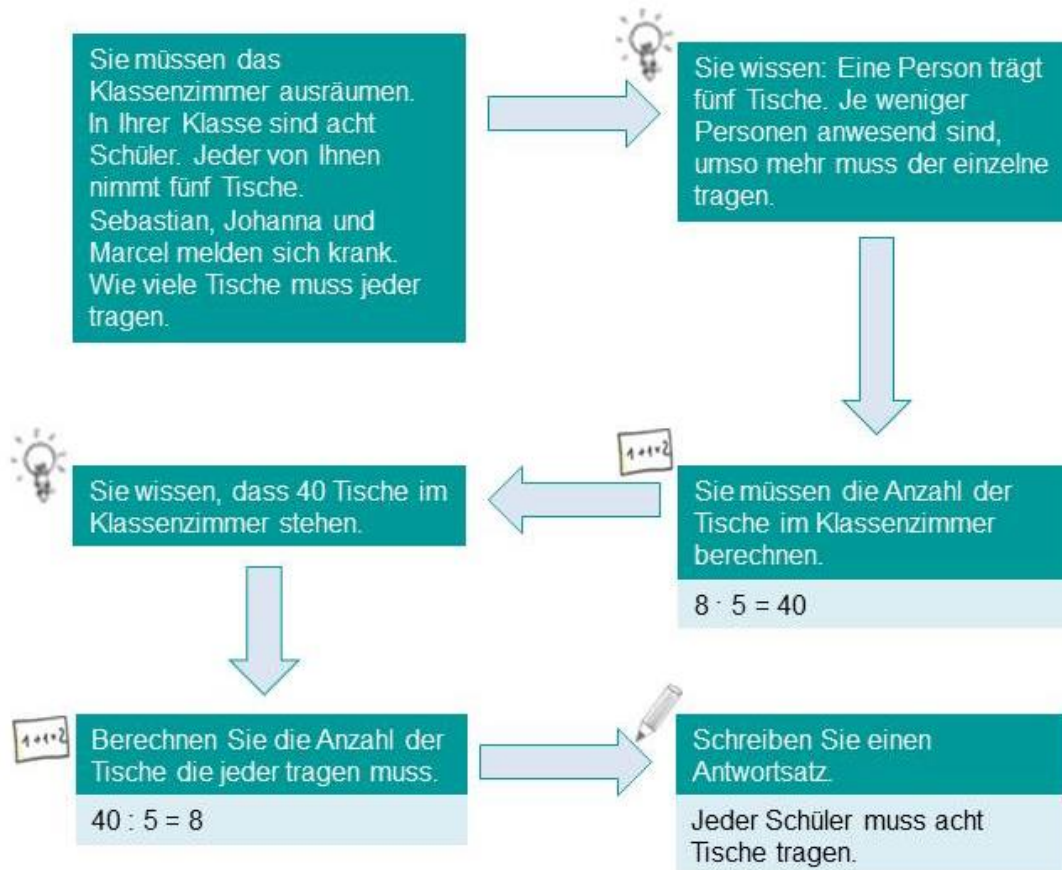 Sie müssen das
Klassenzimmer ausräumen.
In Ihrer Klasse sind acht
Schüler. Jeder von Ihnen
nimmt fünf Tische.
Sebastian, Johanna und
Marcel melden sich krank.
Wie viele Tische muss jeder
tragen.
Sie wissen: Eine Person trägt
fünf Tische. Je weniger
Personen anwesend sind,
umso mehr muss der einzelne
tragen.
1+1=2
Sie müssen die Anzahl der
Tische im Klassenzimmer
berechnen.
8 · 5 = 40
Sie wissen, dass 40 Tische im
Klassenzimmer stehen.
1+1=2
Berechnen Sie die Anzahl der
Tische die jeder tragen muss.
40 : 5 = 8
Schreiben Sie einen
Antwortsatz.
Jeder Schüler muss acht
Tische tragen.